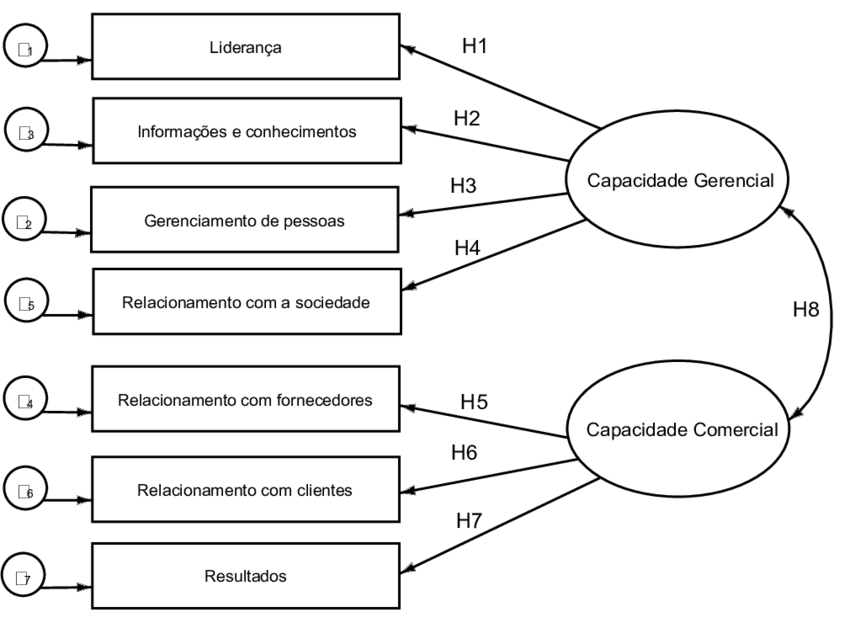 Liderança
H1
1
Informações e conhecimentos
H2
3
Capacidade Gerencial
H3
Gerenciamento de pessoas
2
H4
Relacionamento com a sociedade
5
H8
Relacionamento com fornecedores
4
H5
Capacidade Comercial
H6
Relacionamento com clientes
6
H7
Resultados
7